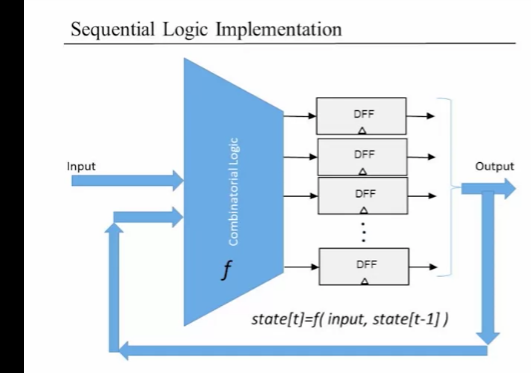 Sequential Logic Implementation
DFF
DFF
Input
Combinatorial Logic
Output
DFF
f
DFF
state[t]=f( input, state[t-1] )